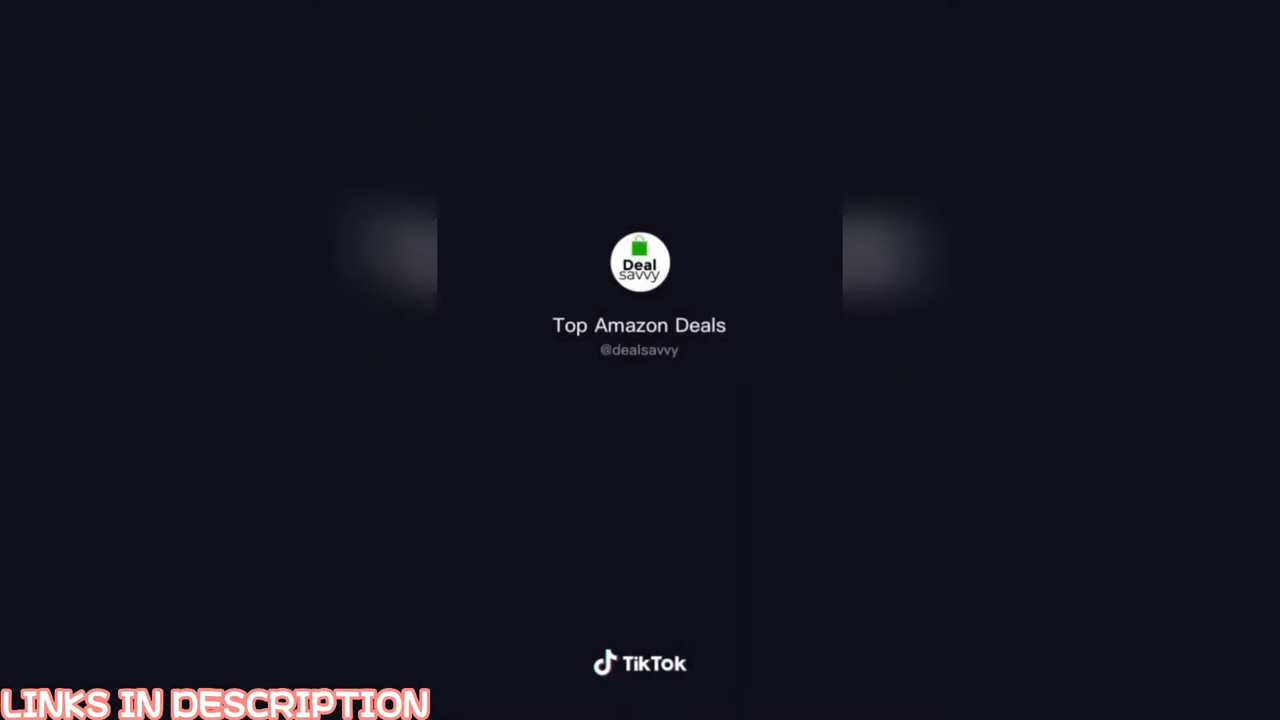 Deal
savvy
Top Amazon Deals
@dealsavvy
TikTok
LINKS IN DESCRIPTION